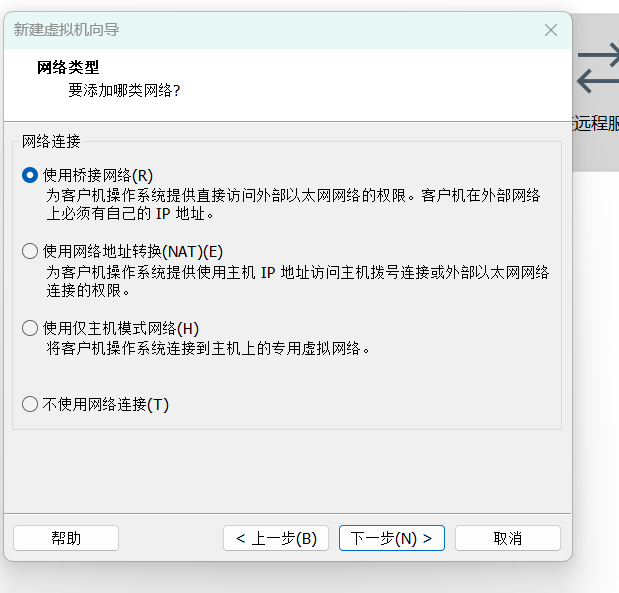 新建虚拟机向导
网络类型
要添加哪类网络?
网络连接
使用桥接网络(R)
为客户机操作系统提供直接访问外部以太网网络的权限。客户机在外部网络
上必须有自己的 IP 地址。
使用网络地址转换(NAT)(E)
为客户机操作系统提供使用主机 IP 地址访问主机拨号连接或外部以太网网络
连接的权限。
使用仅主机模式网络(H)
将客户机操作系统连接到主机上的专用虚拟网络。
不使用网络连接(T)
帮助
< 上一步(B)
下一步(N) >
取消
远程服